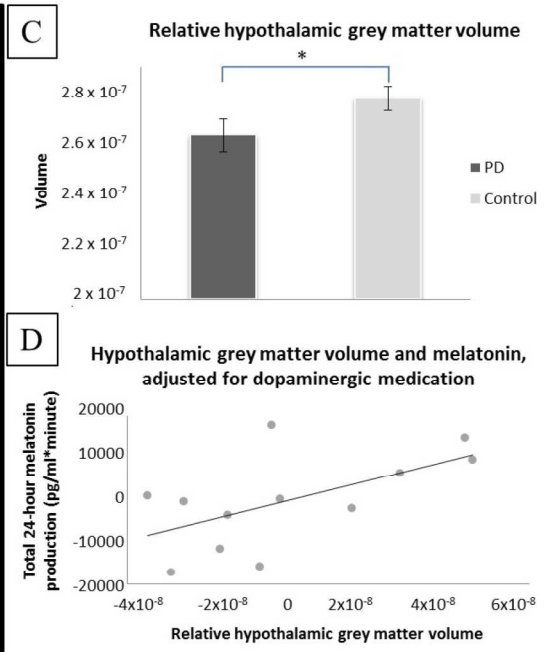 C
Relative hypothalamic grey matter volume
*
2.8 x 10-7
2.6 x 10-7
2.4 x 10-7
2.2 x 10-7
2 x 10-7
Volume
PD
Control
D
Hypothalamic grey matter volume and melatonin,
adjusted for dopaminergic medication
Total 24-hour melatonin
production (pg/ml*minute)
20000
10000
0
-10000
-20000
-4x10-8 -2x10-8 0 2x10-8 4x10-8 6x10-8
Relative hypothalamic grey matter volume